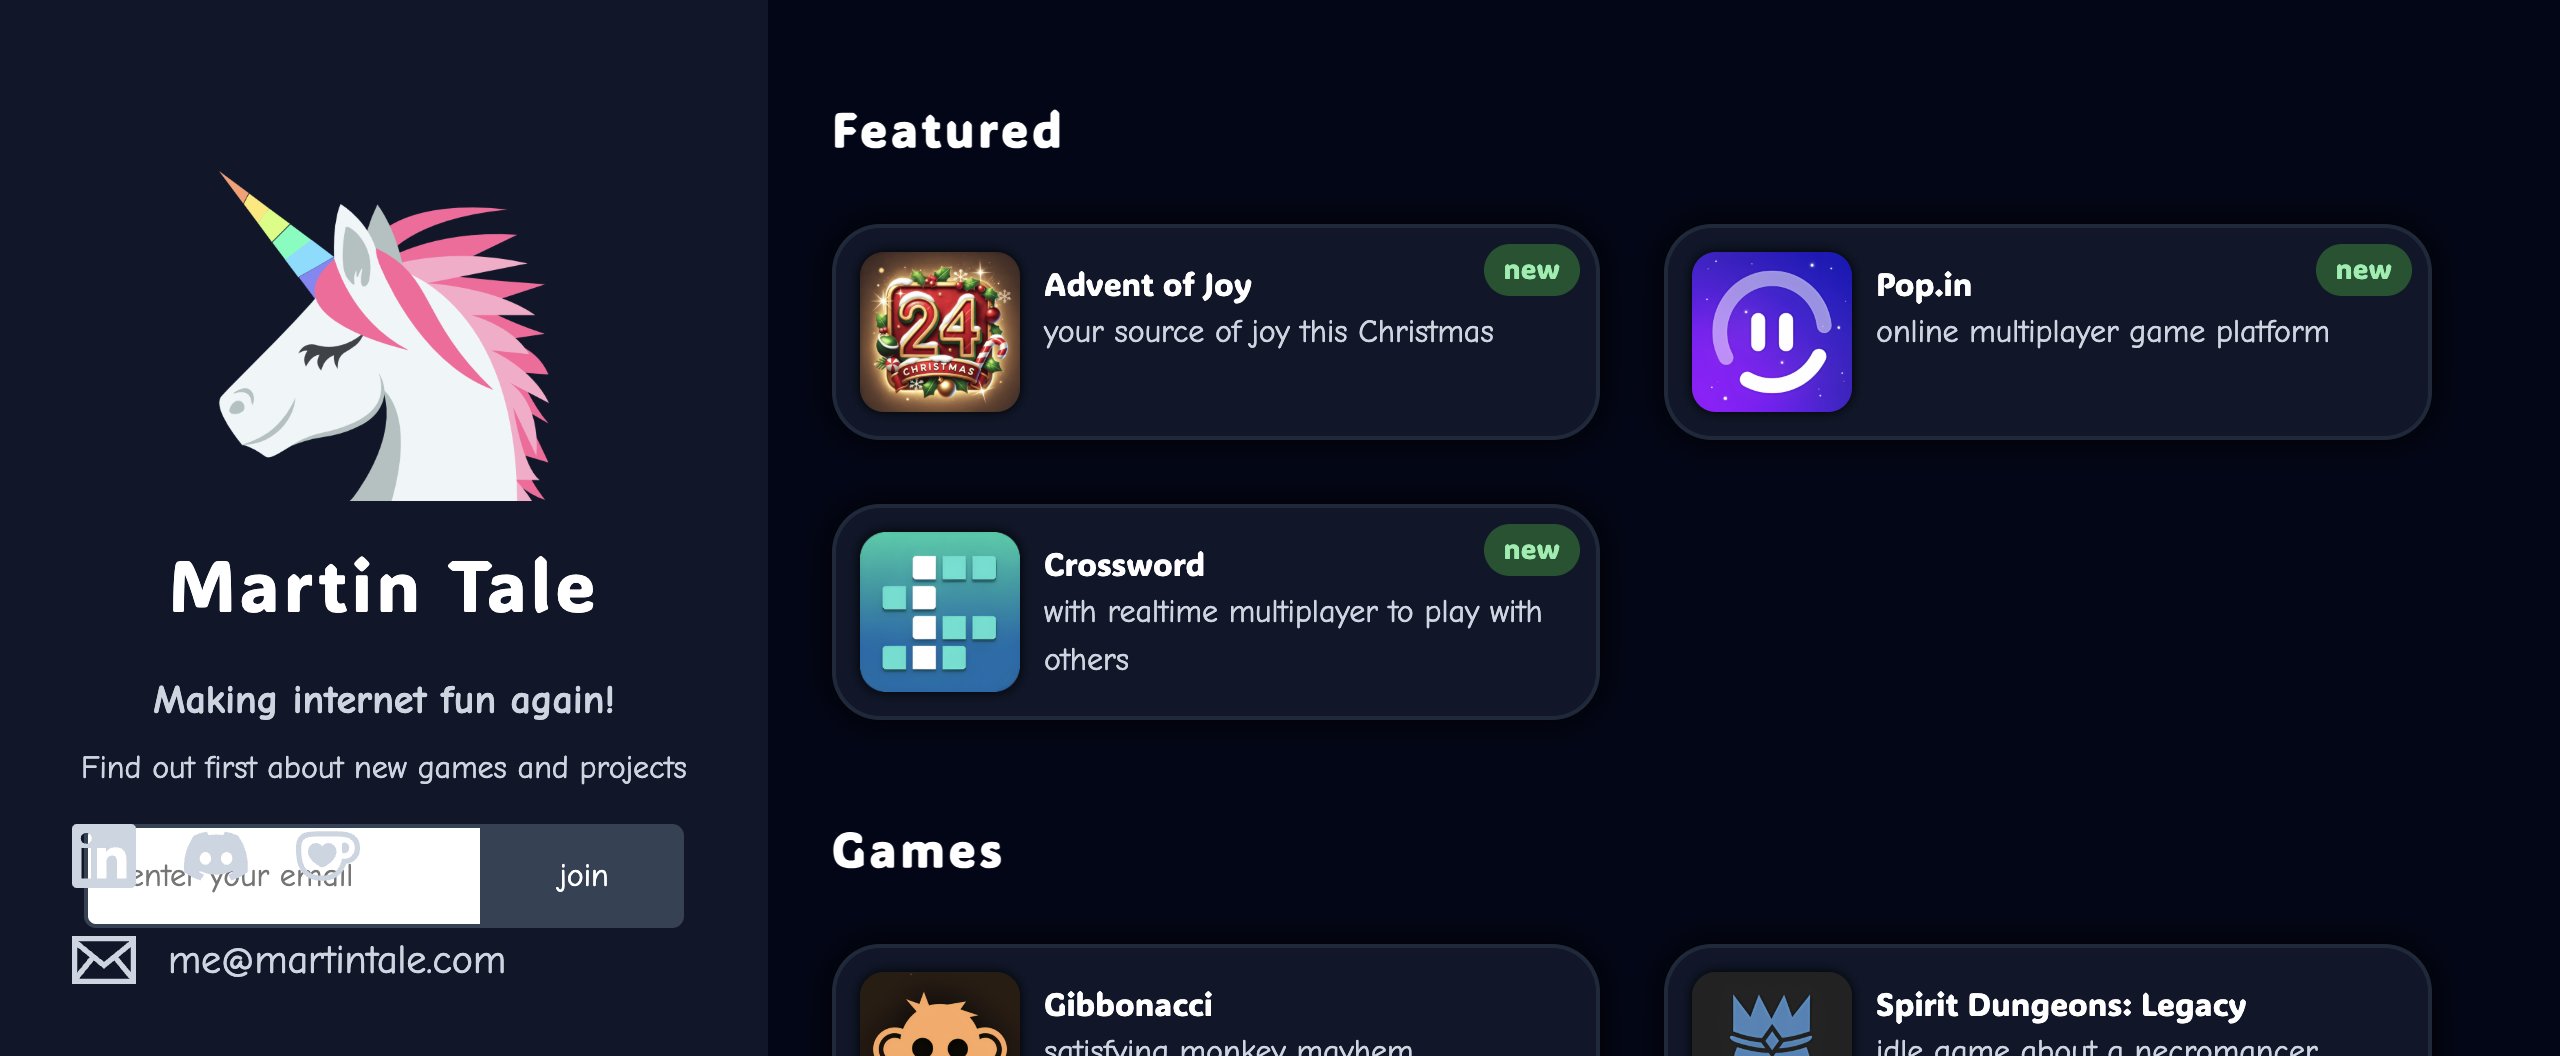 Martin Tale
Making internet fun again!
Find out first about new games and projects
in
enter your email
join
me@martintale.com
Featured
24
CHRISTMAS
Advent of Joy
new
your source of joy this Christmas
Pop.in
new
online multiplayer game platform
Crossword
new
with realtime multiplayer to play with
others
Games
Gibbonacci
satisfying monkey mayhem
Spirit Dungeons: Legacy
idle game about a necromancer